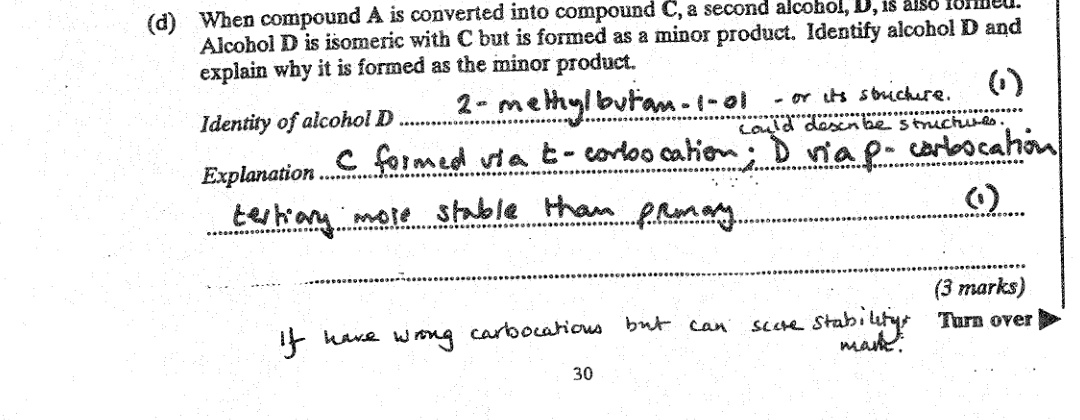 (d) When compound A is converted into compound C, a second alcohol, D, is also formed.
Alcohol D is isomeric with C but is formed as a minor product. Identify alcohol D and
explain why it is formed as the minor product.
2-methylbutan-1-ol - or its structure. (1)
Identity of alcohol D
could describe structures.
Explanation C formed via t-carbocation; D via p-carbocation
tertiary more stable than primary (1)
(3 marks)
If have wrong carbocations but can score stability mark.
Turn over
30